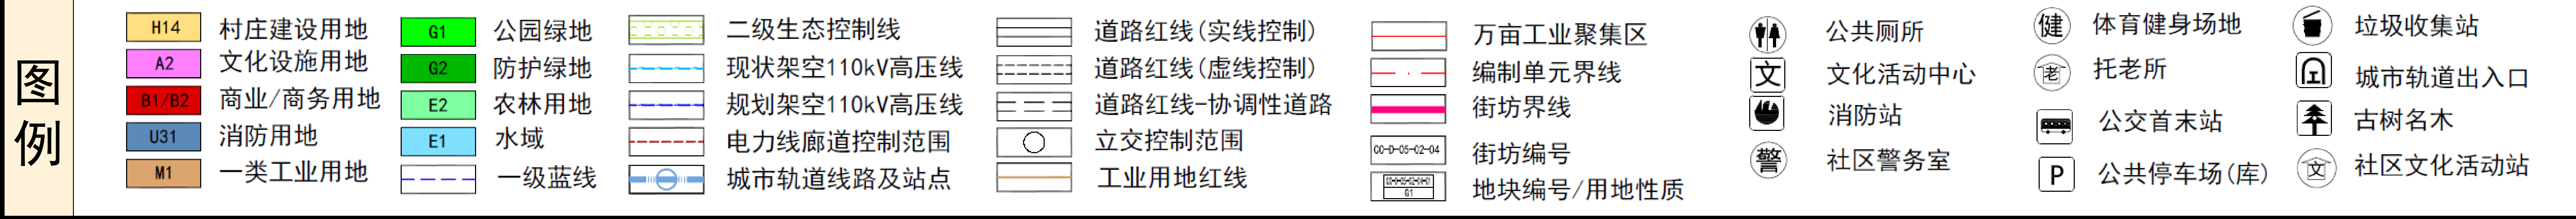 图例
H14 村庄建设用地
A2 文化设施用地
B1/B2 商业/商务用地
U31 消防用地
M1 一类工业用地
G1 公园绿地
G2 防护绿地
E2 农林用地
E1 水域
一级蓝线
二级生态控制线
现状架空110kV高压线
规划架空110kV高压线
电力线廊道控制范围
城市轨道线路及站点
道路红线(实线控制)
道路红线(虚线控制)
道路红线-协调性道路
立交控制范围
工业用地红线
万亩工业聚集区
编制单元界线
街坊界线
CC-D-05-02-04 街坊编号
G1 地块编号/用地性质
公共厕所
文 文化活动中心
消防站
警 社区警务室
健 体育健身场地
老 托老所
公交首末站
P 公共停车场(库)
垃圾收集站
城市轨道出入口
古树名木
文 社区文化活动站